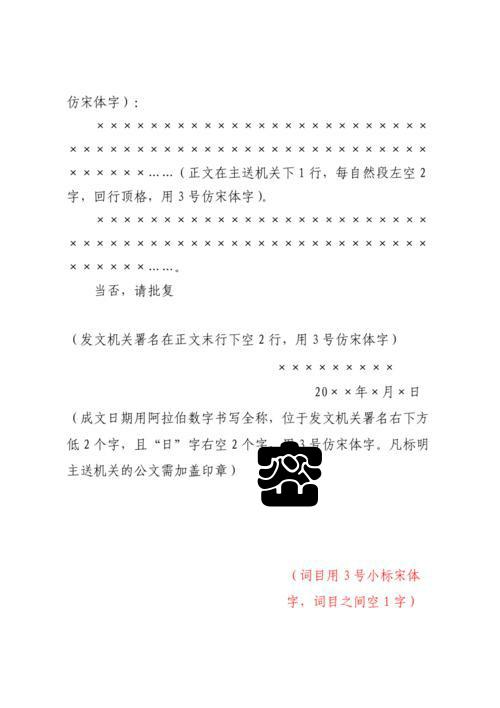 仿宋体字）：
×××××××××××××××××××××××××
×××××××××××××××××××××××××××
××××××……（正文在主送机关下1行，每自然段左空2
字，回行顶格，用3号仿宋体字）。
×××××××××××××××××××××××××
×××××××××××××××××××××××××××
××××××……。
当否，请批复
（发文机关署名在正文末行下空2行，用3号仿宋体字）
×××××××××
20××年×月×日
（成文日期用阿拉伯数字书写全称，位于发文机关署名右下方
低2个字，且“日”字右空2个字，用3号仿宋体字。凡标明
主送机关的公文需加盖印章）
（词目用3号小标宋体
字，词目之间空1字）